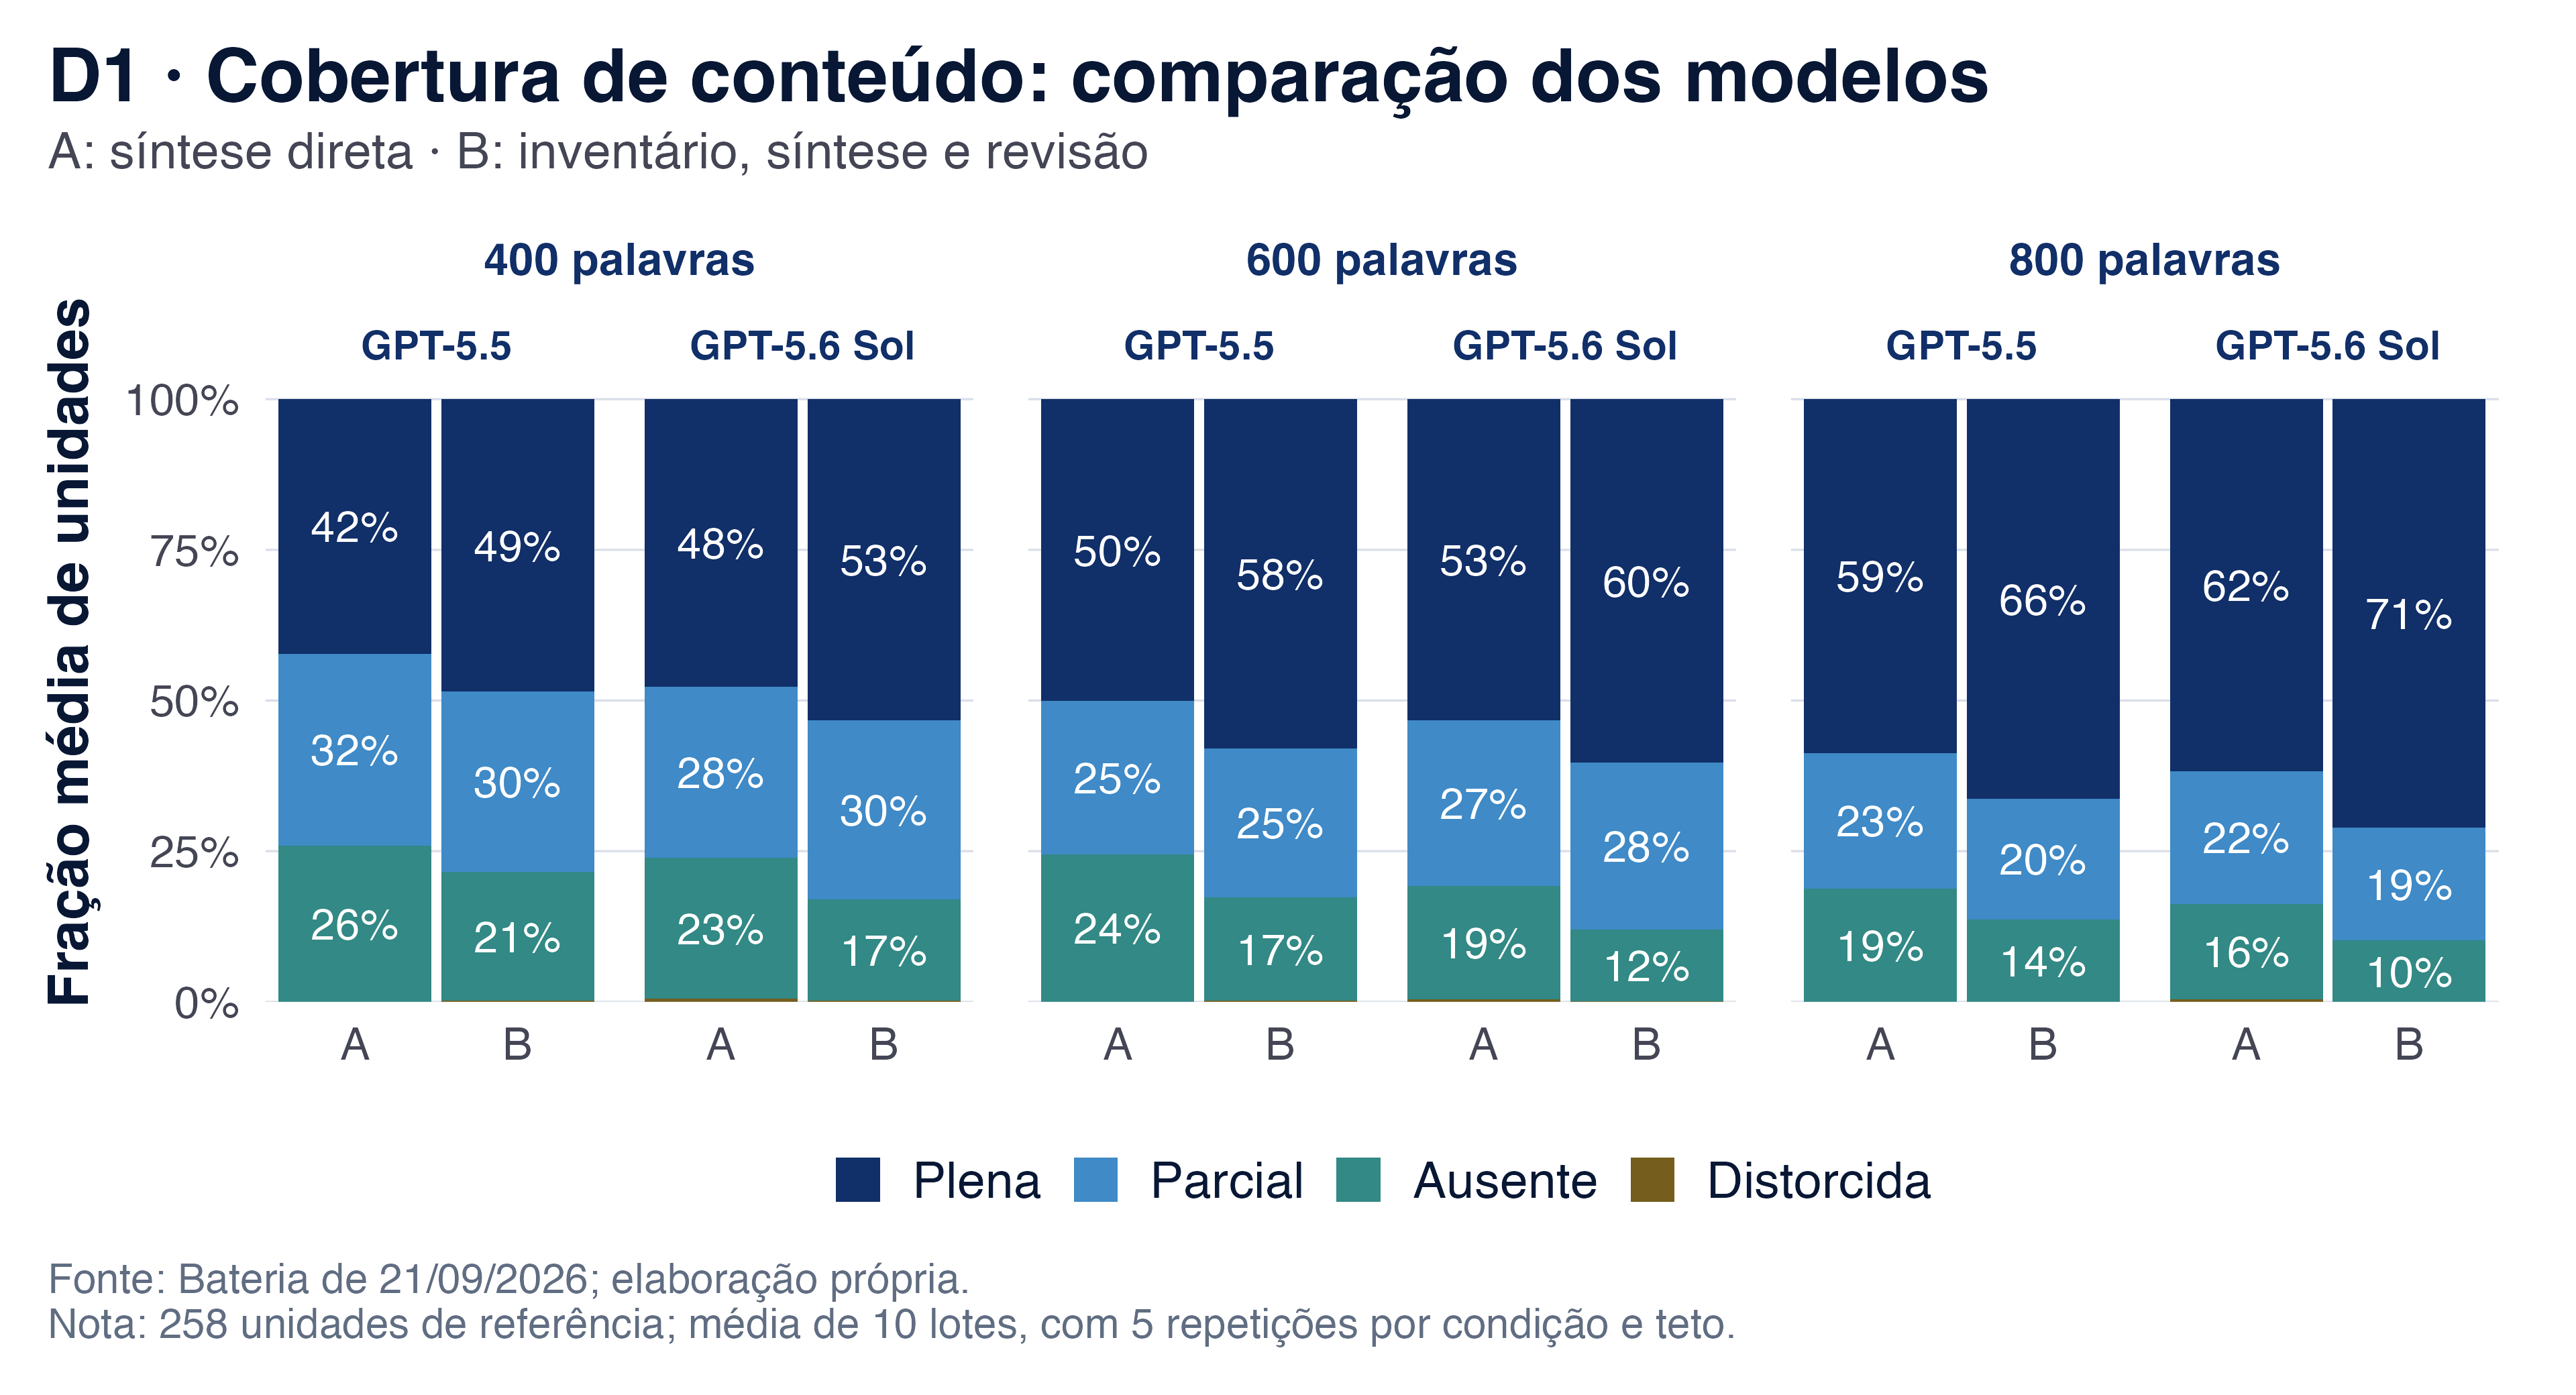 D1 · Cobertura de conteúdo: comparação dos modelos
A: síntese direta · B: inventário, síntese e revisão
400 palavras 600 palavras 800 palavras
GPT-5.5 GPT-5.6 Sol GPT-5.5 GPT-5.6 Sol GPT-5.5 GPT-5.6 Sol
Fração média de unidades
100%
75%
50%
25%
0%
42% 49% 48% 53% 50% 58% 53% 60% 59% 66% 62% 71%
32% 30% 28% 30% 25% 25% 27% 28% 23% 20% 22% 19%
26% 21% 23% 17% 24% 17% 19% 12% 19% 14% 16% 10%
A B A B A B A B A B A B
Plena Parcial Ausente Distorcida
Fonte: Bateria de 21/09/2026; elaboração própria.
Nota: 258 unidades de referência; média de 10 lotes, com 5 repetições por condição e teto.